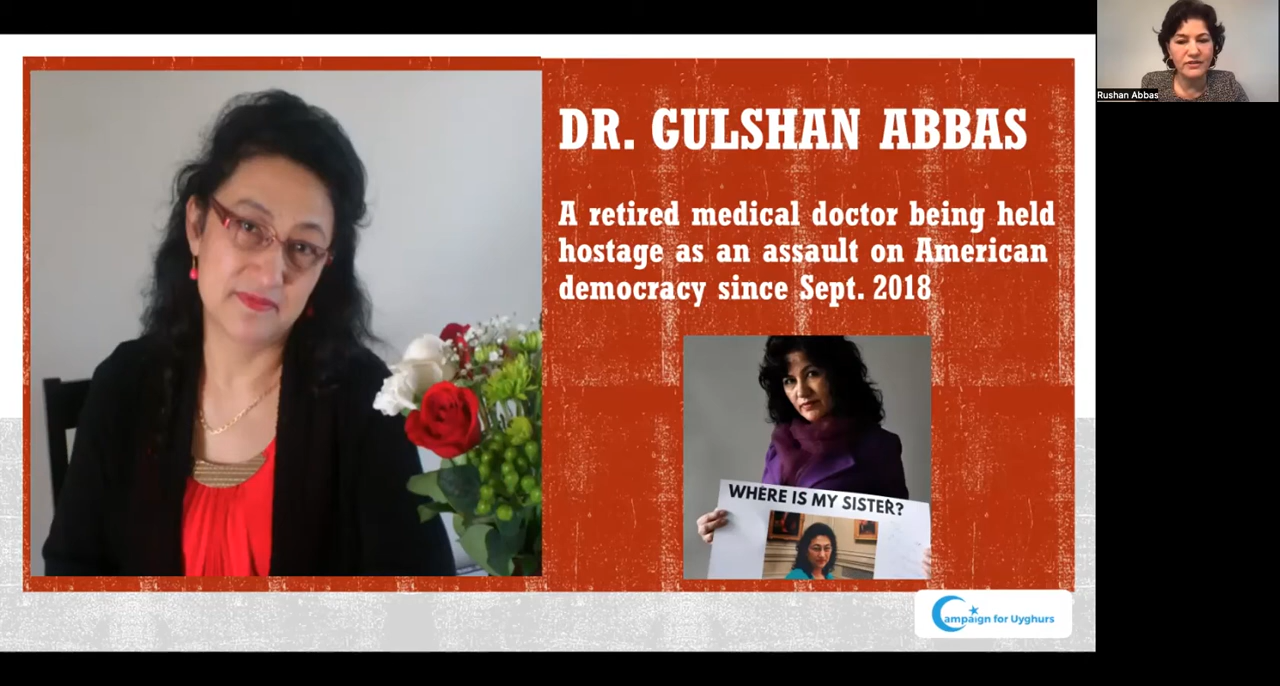 DR. GULSHAN ABBAS
A retired medical doctor being held
hostage as an assault on American
democracy since Sept. 2018
WHERE IS MY SISTER?
Campaign for Uyghurs
Rushan Abbas